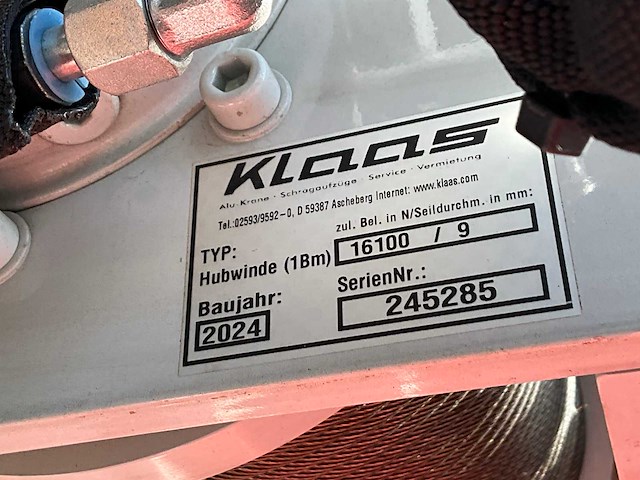 Klaas
Alu-Krane · Schrägaufzüge · Service · Vermietung
Tel.:02593/9592-0, D 59387 Ascheberg Internet: www.klaas.com
TYP:
Hubwinde (1Bm)
zul. Bel. in N/Seildurchm. in mm:
16100 / 9
Baujahr:
2024
SerienNr.:
245285